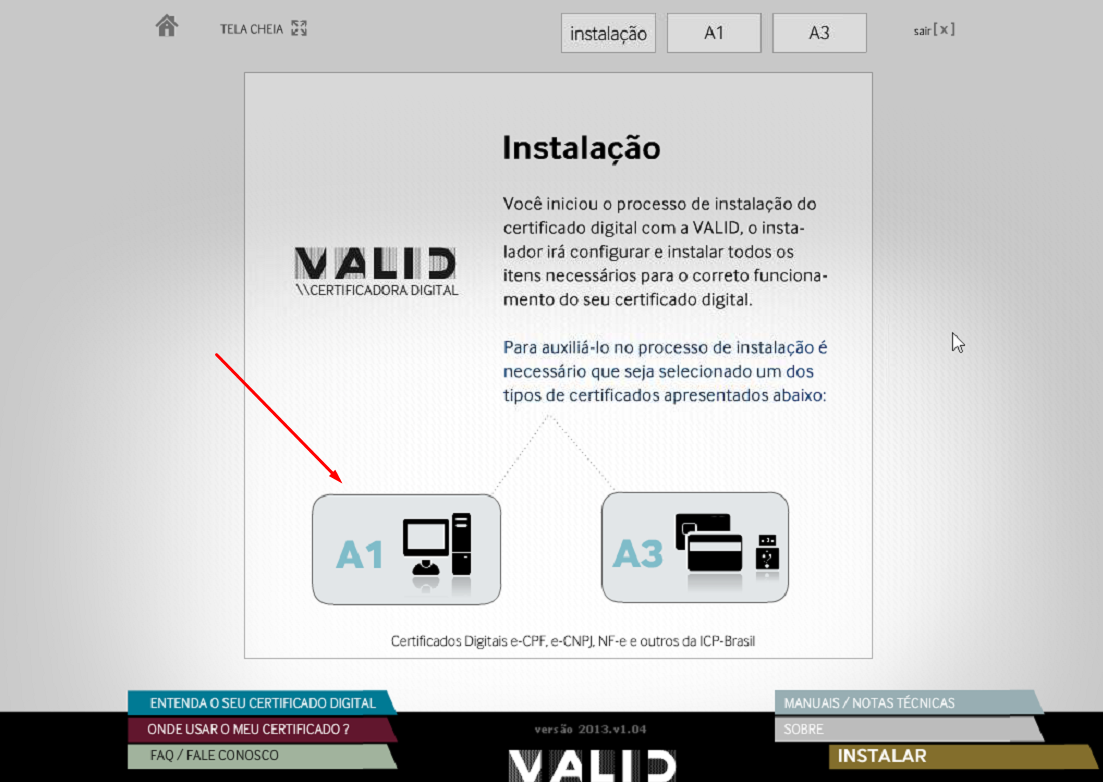 TELA CHEIA
instalação
A1
A3
sair [x]
Instalação
Você iniciou o processo de instalação do
certificado digital com a VALID, o insta-
lador irá configurar e instalar todos os
itens necessários para o correto funciona-
mento do seu certificado digital.
VALID
\\CERTIFICADORA DIGITAL
Para auxiliá-lo no processo de instalação é
necessário que seja selecionado um dos
tipos de certificados apresentados abaixo:
A1
A3
Certificados Digitais e-CPF, e-CNPJ, NF-e e outros da ICP-Brasil
ENTENDA O SEU CERTIFICADO DIGITAL
ONDE USAR O MEU CERTIFICADO ?
FAQ / FALE CONOSCO
versão 2013.v1.04
VALID
MANUAIS / NOTAS TÉCNICAS
SOBRE
INSTALAR